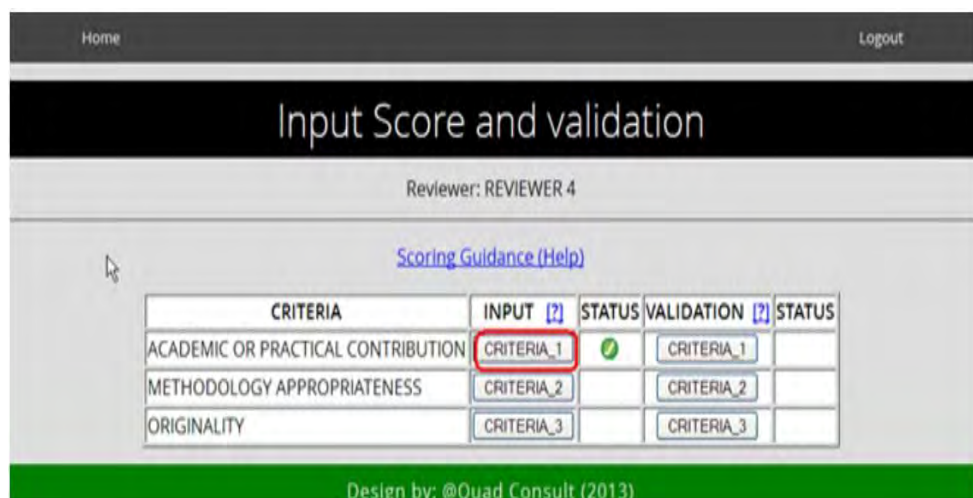 Home Logout
Input Score and validation
Reviewer: REVIEWER 4
Scoring Guidance (Help)
CRITERIA INPUT [?] STATUS VALIDATION [?] STATUS
ACADEMIC OR PRACTICAL CONTRIBUTION CRITERIA_1 CRITERIA_1
METHODOLOGY APPROPRIATENESS CRITERIA_2 CRITERIA_2
ORIGINALITY CRITERIA_3 CRITERIA_3
Design by: @Quad Consult (2013)